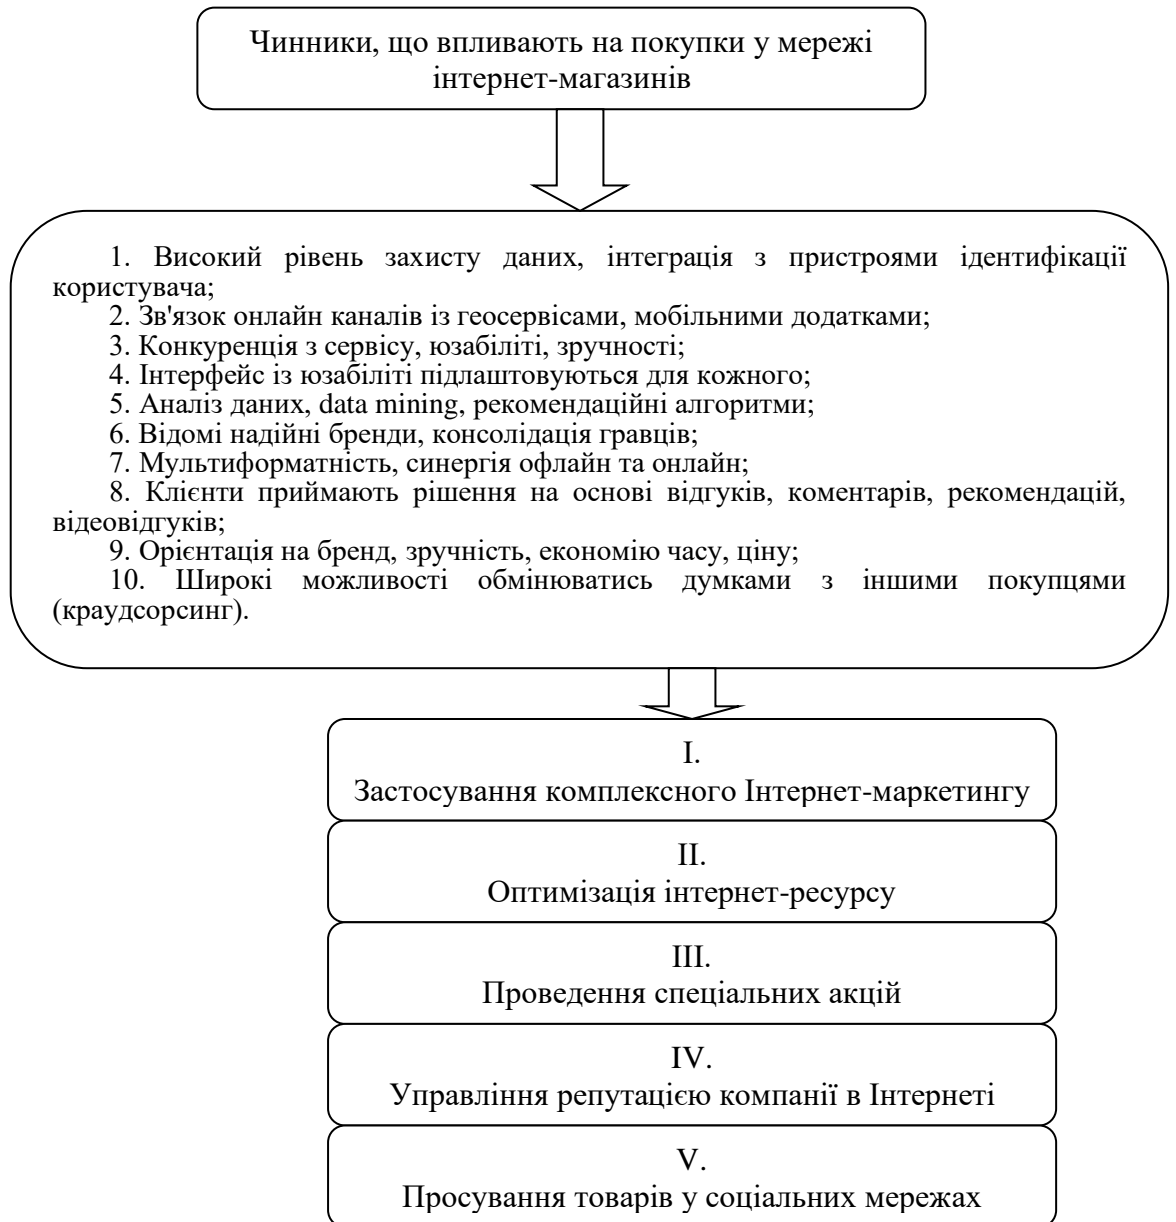 Чинники, що впливають на покупки у мережі
інтернет-магазинів
1. Високий рівень захисту даних, інтеграція з пристроями ідентифікації
користувача;
2. Зв'язок онлайн каналів із геосервісами, мобільними додатками;
3. Конкуренція з сервісу, юзабіліті, зручності;
4. Інтерфейс із юзабіліті підлаштовуються для кожного;
5. Аналіз даних, data mining, рекомендаційні алгоритми;
6. Відомі надійні бренди, консолідація гравців;
7. Мультиформатність, синергія офлайн та онлайн;
8. Клієнти приймають рішення на основі відгуків, коментарів, рекомендацій,
відеовідгуків;
9. Орієнтація на бренд, зручність, економію часу, ціну;
10. Широкі можливості обмінюватись думками з іншими покупцями
(краудсорсинг).
I.
Застосування комплексного Інтернет-маркетингу
II.
Оптимізація інтернет-ресурсу
III.
Проведення спеціальних акцій
IV.
Управління репутацією компанії в Інтернеті
V.
Просування товарів у соціальних мережах